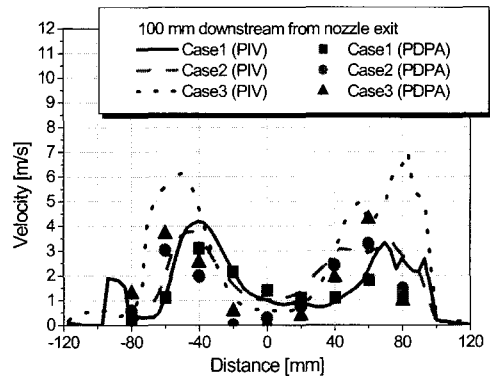 100 mm downstream from nozzle exit
Case1 (PIV)
Case2 (PIV)
Case3 (PIV)
Case1 (PDPA)
Case2 (PDPA)
Case3 (PDPA)
Velocity [m/s]
12
11
10
9
8
7
6
5
4
3
2
1
0
-120
-80
-40
0
40
80
120
Distance [mm]